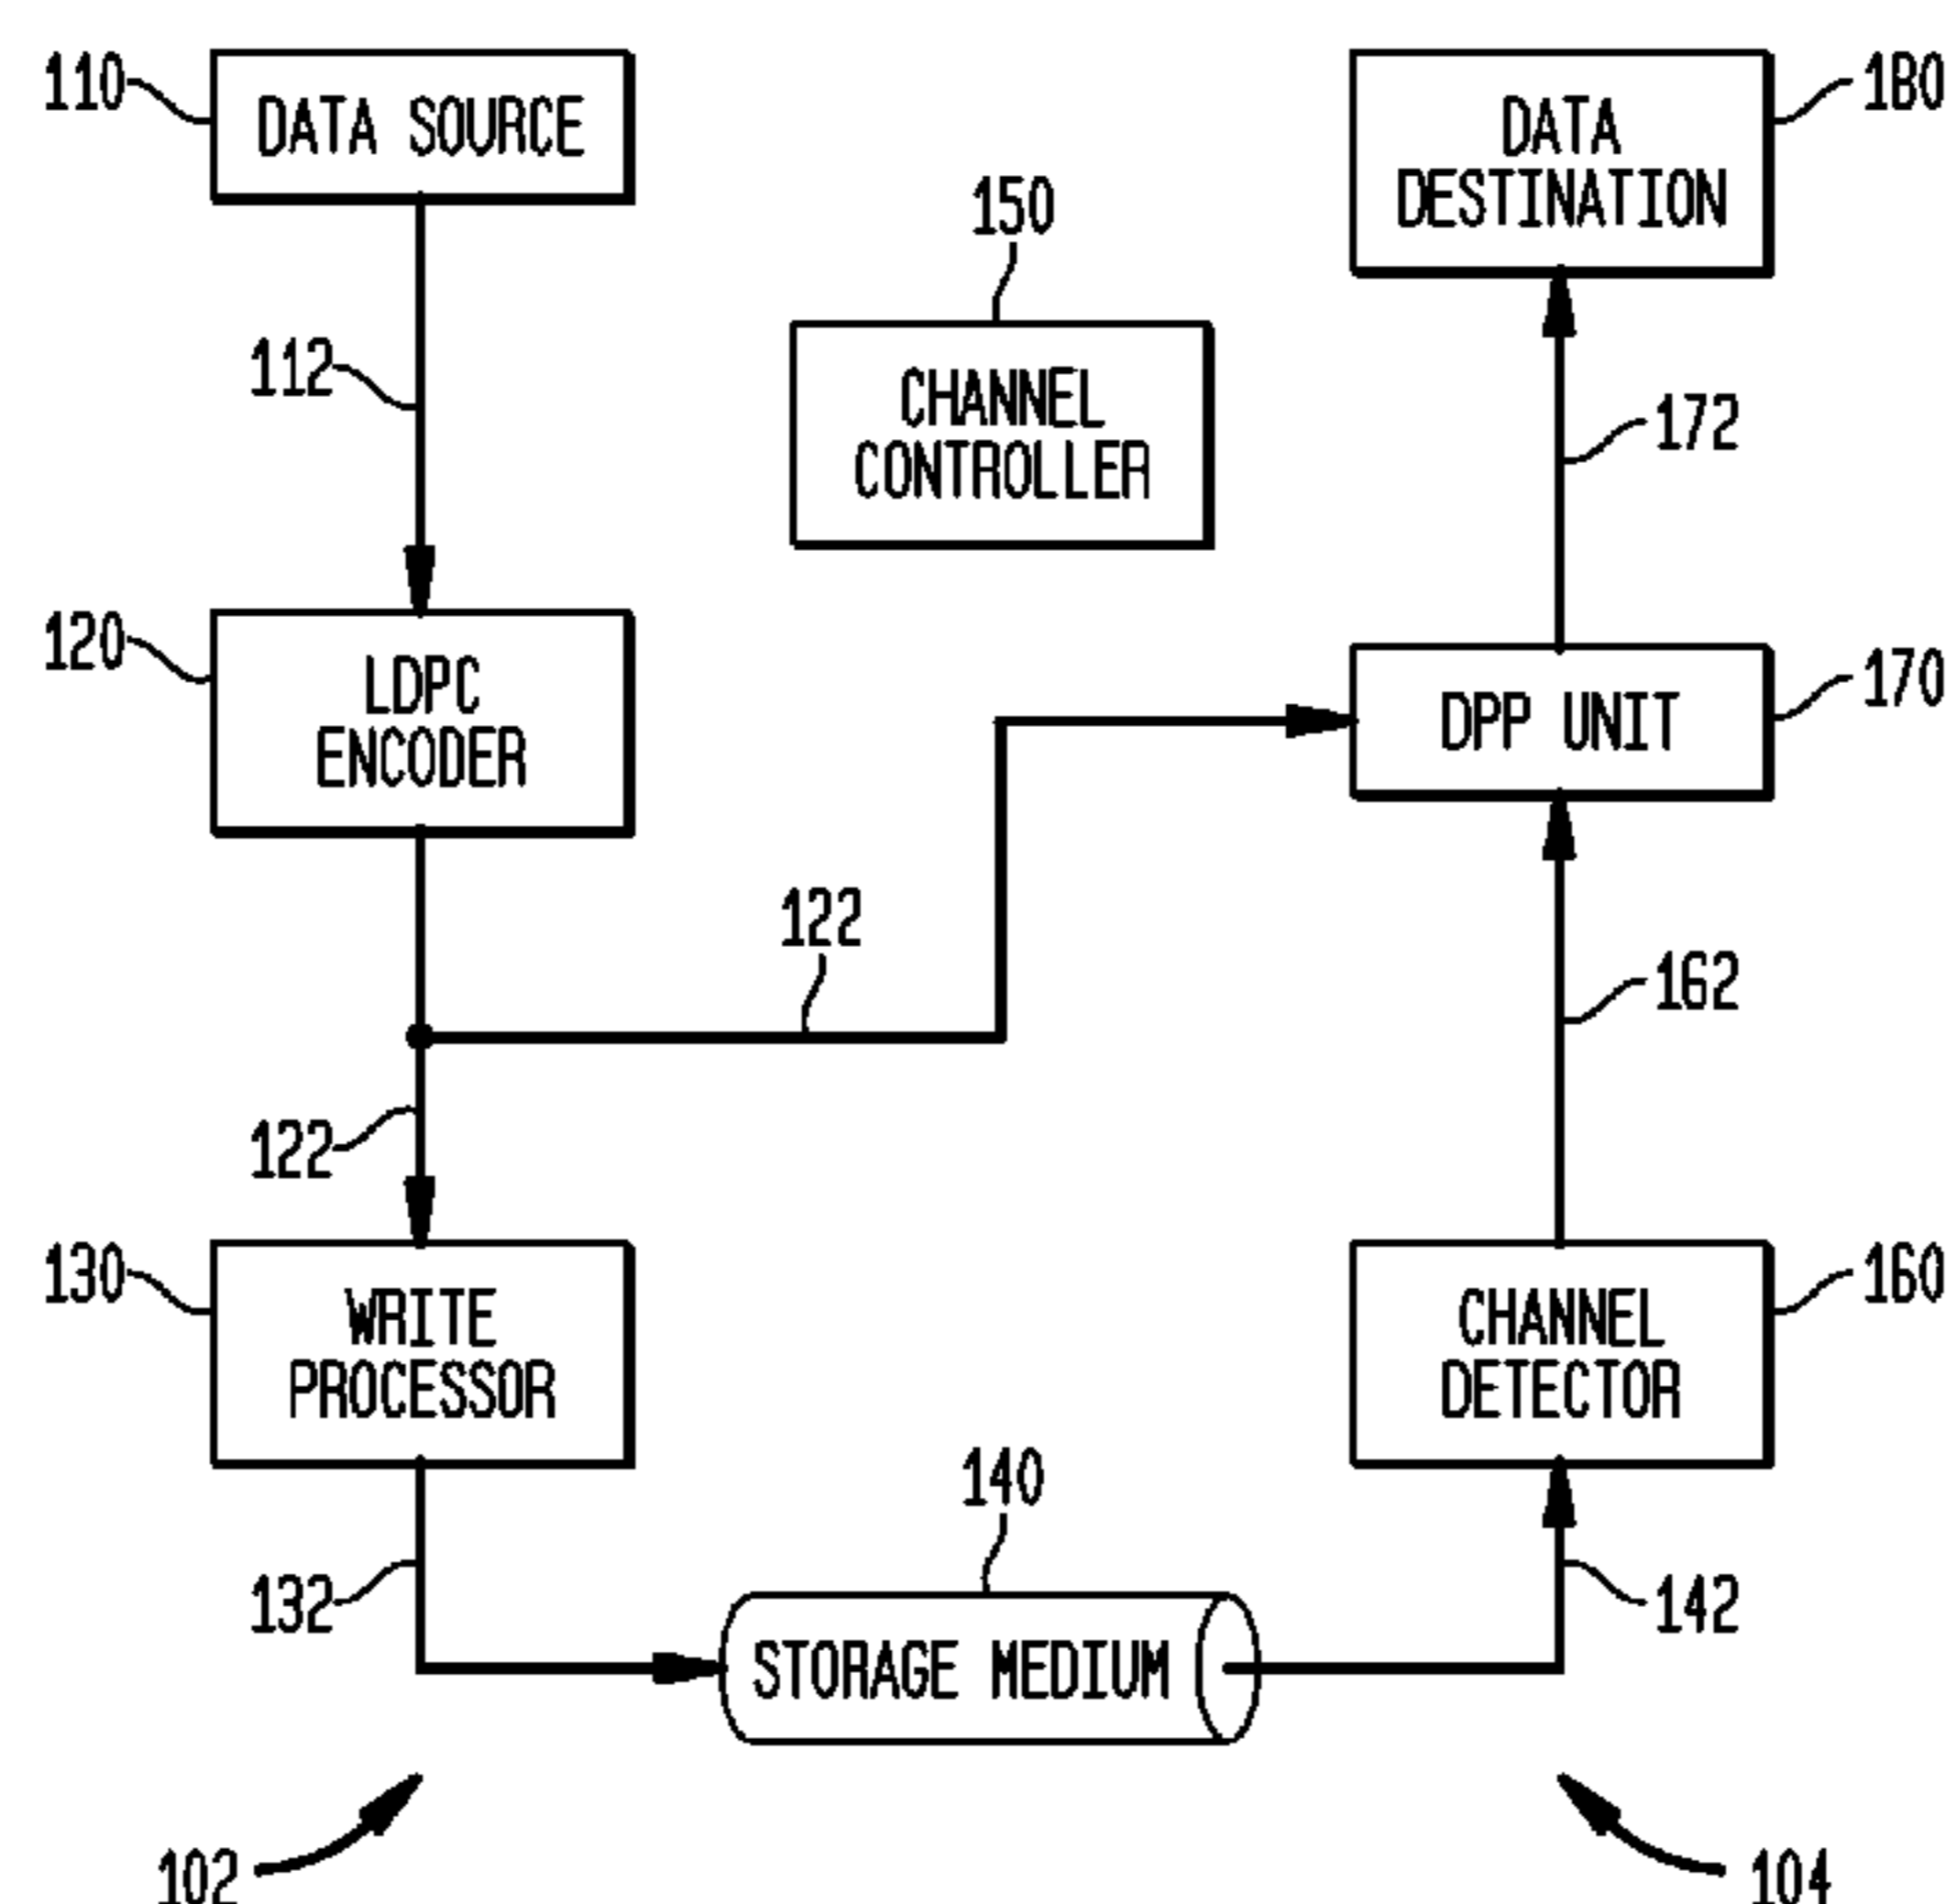 110
DATA SOURCE
DATA
DESTINATION
180
150
112
CHANNEL
CONTROLLER
172
120
LDPC
ENCODER
DPP UNIT
170
122
162
122
130
WRITE
PROCESSOR
CHANNEL
DETECTOR
160
140
132
STORAGE MEDIUM
142
102
104